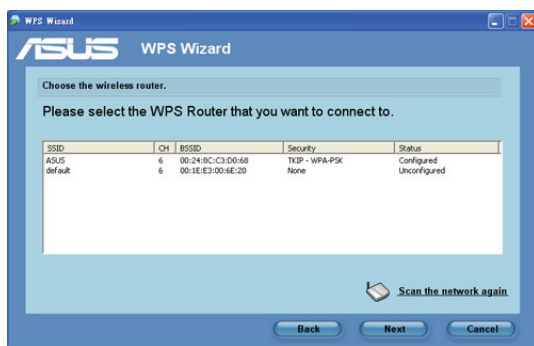 WPS Wizard
ASUS WPS Wizard
Choose the wireless router.
Please select the WPS Router that you want to connect to.
SSID CH BSSID Security Status
ASUS 6 00:24:8C:C3:D0:68 TKIP - WPA-PSK Configured
default 6 00:1E:E3:00:6E:20 None Unconfigured
Scan the network again
Back Next Cancel